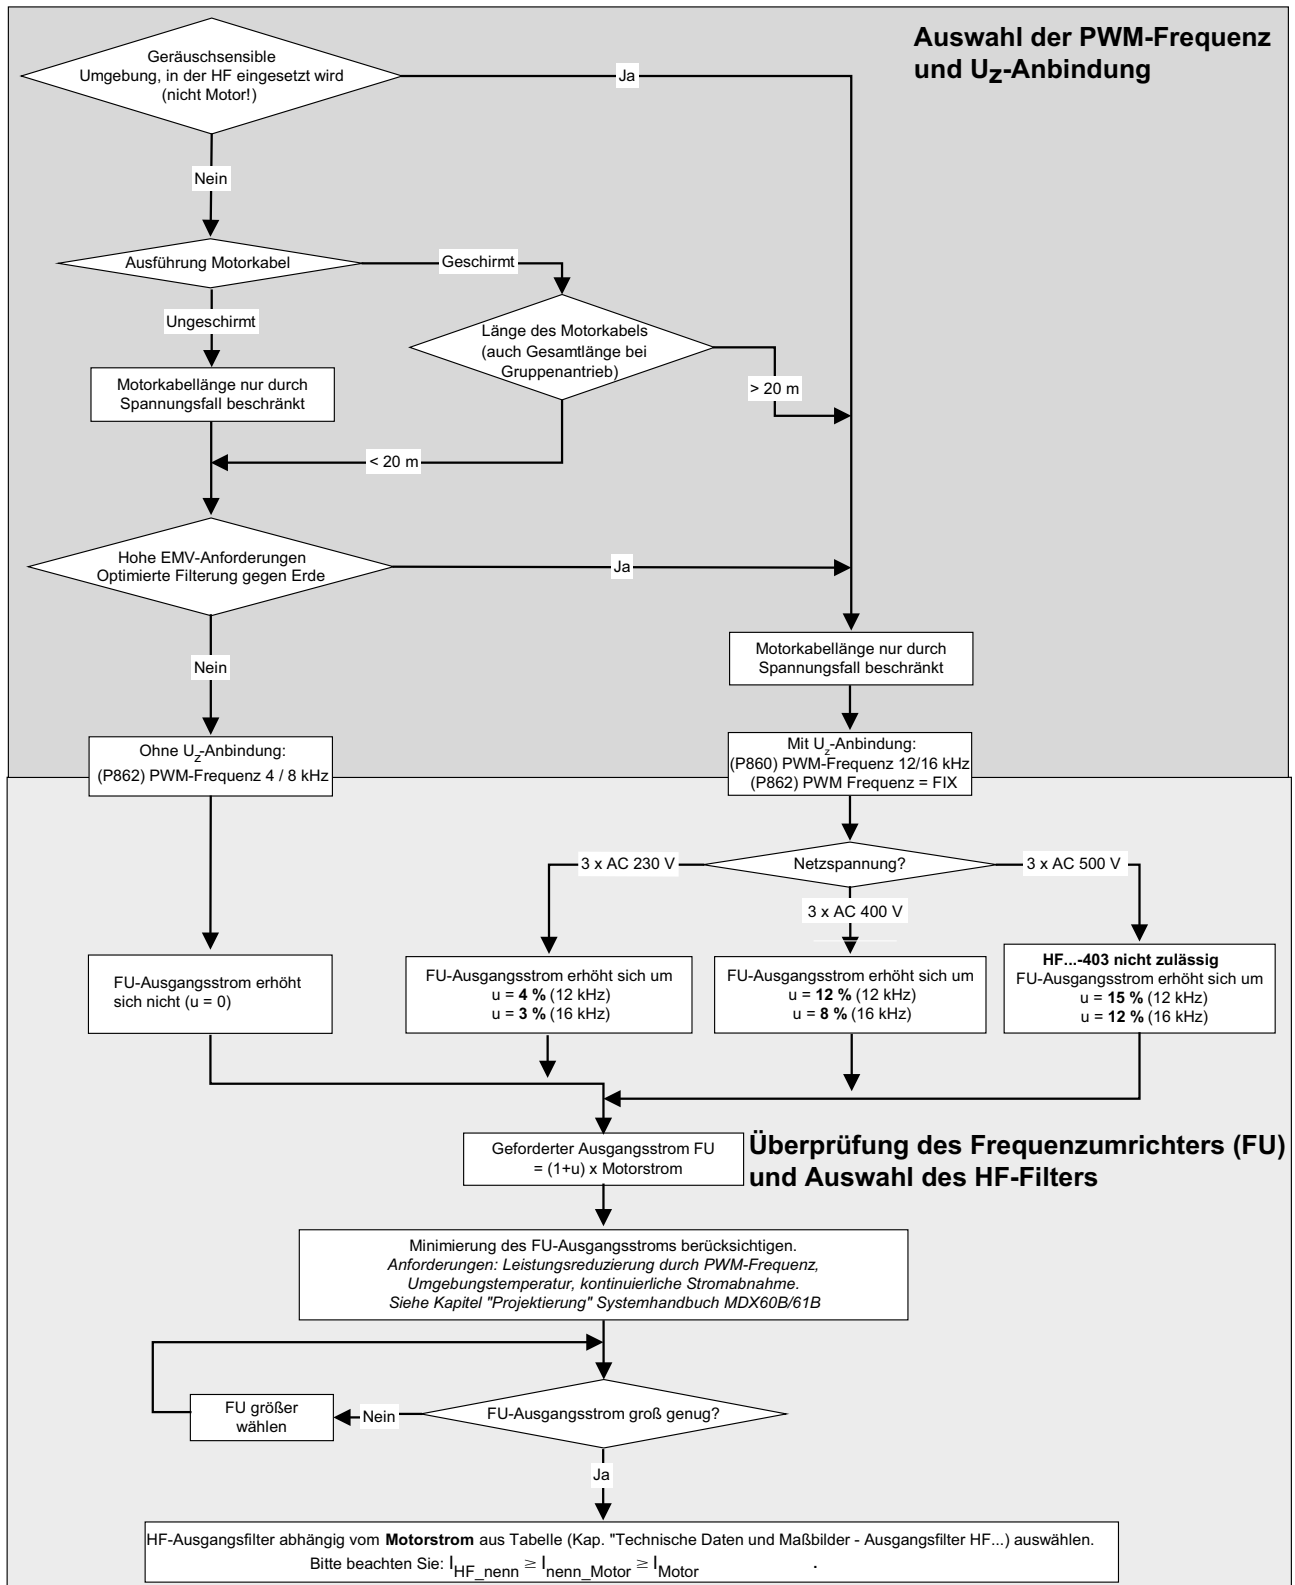 Auswahl der PWM-Frequenz
und Uz-Anbindung
Geräuschsensible
Umgebung, in der HF eingesetzt wird
(nicht Motor!)
Ja
Nein
Ausführung Motorkabel
Geschirmt
Ungeschirmt
Länge des Motorkabels
(auch Gesamtlänge bei
Gruppenantrieb)
Motorkabellänge nur durch
Spannungsfall beschränkt
> 20 m
< 20 m
Hohe EMV-Anforderungen
Optimierte Filterung gegen Erde
Ja
Nein
Motorkabellänge nur durch
Spannungsfall beschränkt
Ohne Uz-Anbindung:
(P862) PWM-Frequenz 4 / 8 kHz
Mit Uz-Anbindung:
(P860) PWM-Frequenz 12/16 kHz
(P862) PWM Frequenz = FIX
Netzspannung?
3 x AC 230 V
3 x AC 400 V
3 x AC 500 V
FU-Ausgangsstrom erhöht
sich nicht (u = 0)
FU-Ausgangsstrom erhöht sich um
u = 4 % (12 kHz)
u = 3 % (16 kHz)
FU-Ausgangsstrom erhöht sich um
u = 12 % (12 kHz)
u = 8 % (16 kHz)
HF...-403 nicht zulässig
FU-Ausgangsstrom erhöht sich um
u = 15 % (12 kHz)
u = 12 % (16 kHz)
Geforderter Ausgangsstrom FU
= (1+u) x Motorstrom
Überprüfung des Frequenzumrichters (FU)
und Auswahl des HF-Filters
Minimierung des FU-Ausgangsstroms berücksichtigen.
Anforderungen: Leistungsreduzierung durch PWM-Frequenz,
Umgebungstemperatur, kontinuierliche Stromabnahme.
Siehe Kapitel "Projektierung" Systemhandbuch MDX60B/61B
FU größer
wählen
Nein
FU-Ausgangsstrom groß genug?
Ja
HF-Ausgangsfilter abhängig vom Motorstrom aus Tabelle (Kap. "Technische Daten und Maßbilder - Ausgangsfilter HF...) auswählen.
Bitte beachten Sie: I_HF_nenn ≥ I_nenn_Motor ≥ I_Motor .